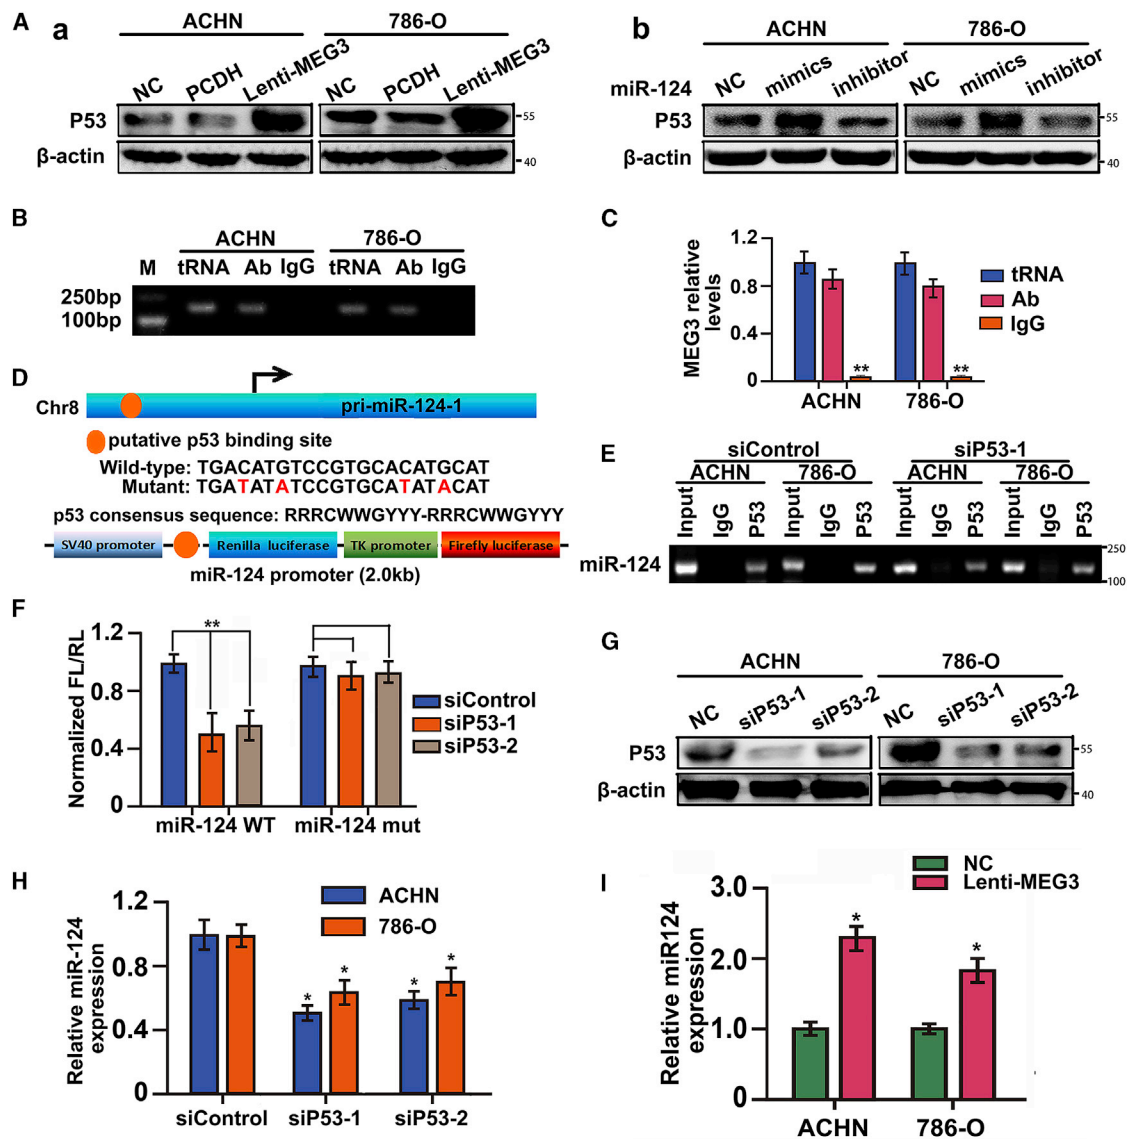 A
a
ACHN
786-O
NC
PCDH
Lenti-MEG3
NC
PCDH
Lenti-MEG3
P53
55
β-actin
40
b
ACHN
786-O
miR-124
NC
mimics
inhibitor
NC
mimics
inhibitor
P53
55
β-actin
40
B
ACHN
786-O
M
tRNA
Ab
IgG
tRNA
Ab
IgG
250bp
100bp
C
MEG3 relative
levels
1.2
0.8
0.4
0
**
**
ACHN
786-O
tRNA
Ab
IgG
D
Chr8
pri-miR-124-1
putative p53 binding site
Wild-type: TGACATGTCCGTGCACATGCAT
Mutant: TGATATATCCGTGCATATACAT
p53 consensus sequence: RRRCWWGYYY-RRRCWWGYYY
SV40 promoter
Renilla luciferase
TK promoter
Firefly luciferase
miR-124 promoter (2.0kb)
E
siControl
siP53-1
ACHN
786-O
ACHN
786-O
Input
IgG
P53
Input
IgG
P53
Input
IgG
P53
Input
IgG
P53
miR-124
250
100
F
Normalized FL/RL
1.2
0.8
0.4
0
**
miR-124 WT
miR-124 mut
siControl
siP53-1
siP53-2
G
ACHN
786-O
NC
siP53-1
siP53-2
NC
siP53-1
siP53-2
P53
55
β-actin
40
H
Relative miR-124
expression
1.2
0.8
0.4
0
ACHN
786-O
*
*
*
*
siControl
siP53-1
siP53-2
I
Relative miR124
expression
3.0
2.0
1.0
0
NC
Lenti-MEG3
*
*
ACHN
786-O